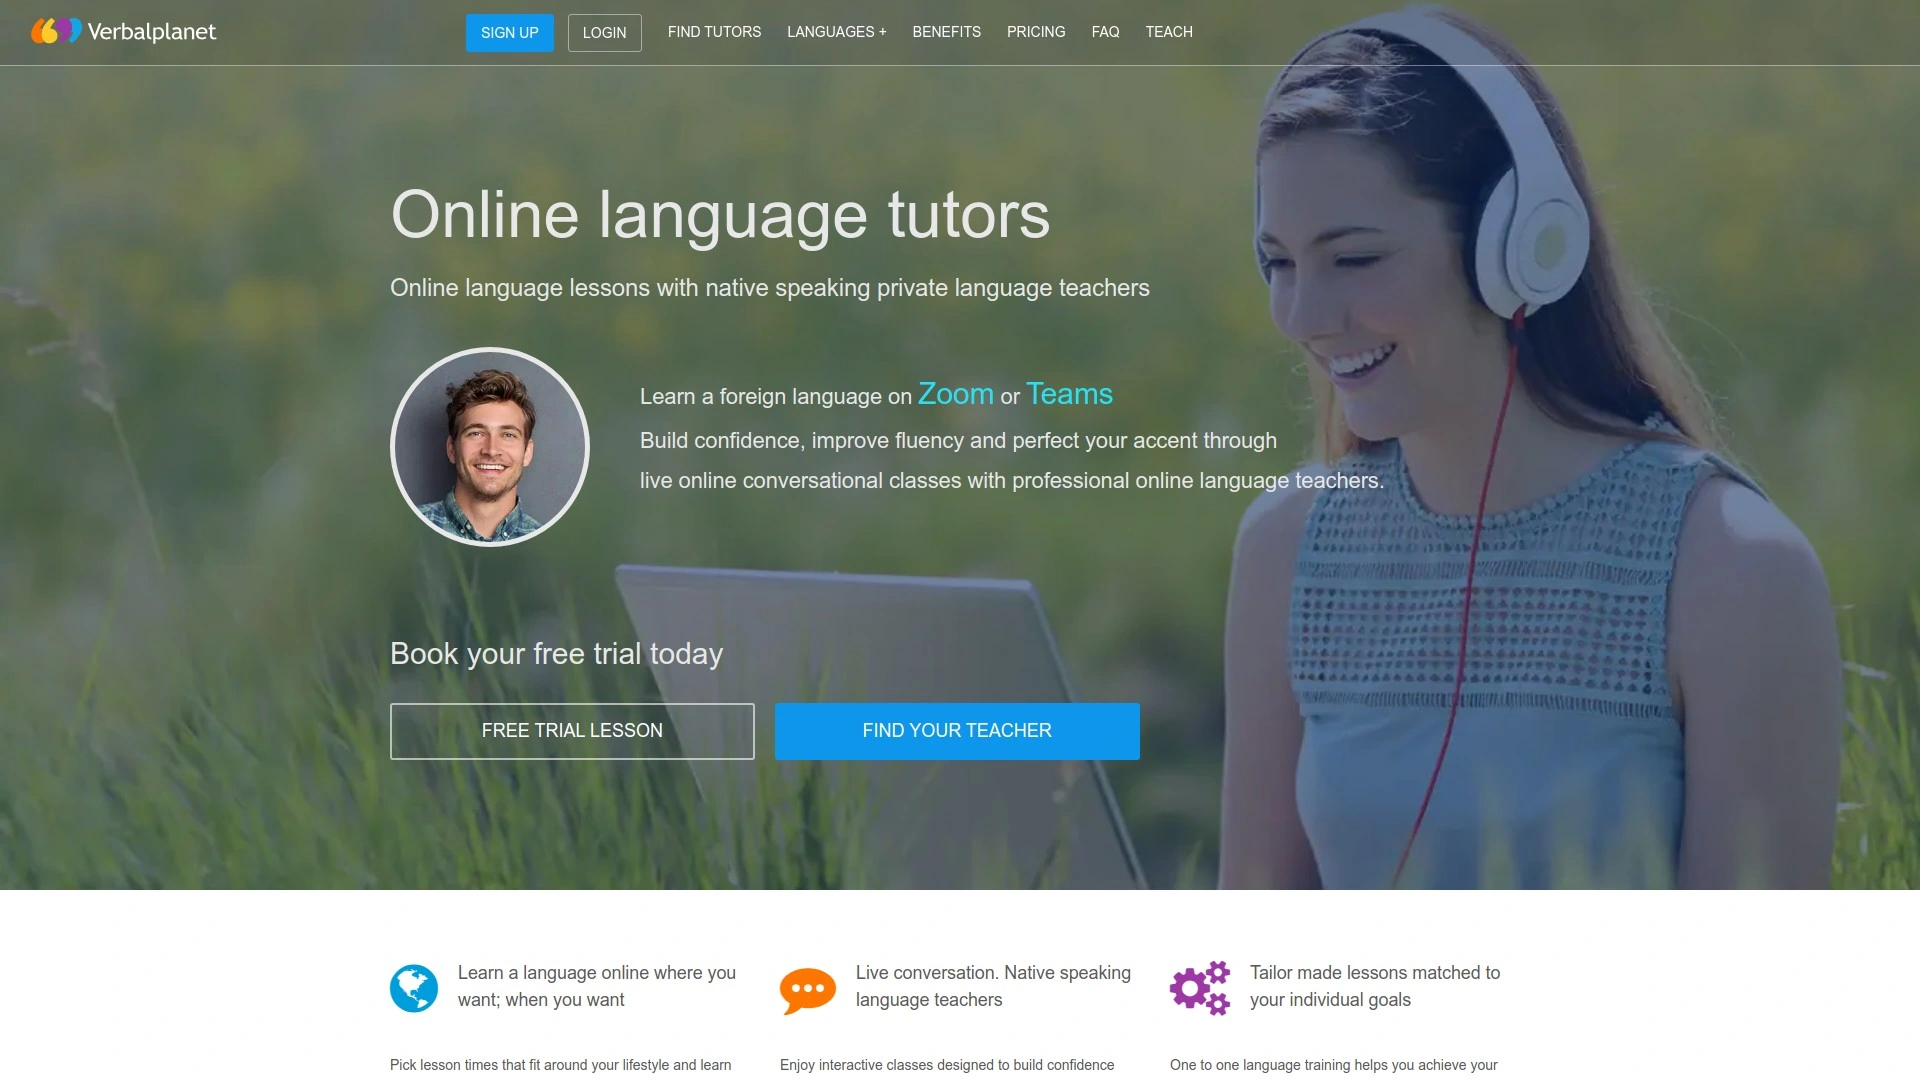 Verbalplanet
SIGN UP
LOGIN
FIND TUTORS
LANGUAGES +
BENEFITS
PRICING
FAQ
TEACH
Online language tutors
Online language lessons with native speaking private language teachers
Learn a foreign language on Zoom or Teams
Build confidence, improve fluency and perfect your accent through
live online conversational classes with professional online language teachers.
Book your free trial today
FREE TRIAL LESSON
FIND YOUR TEACHER
Learn a language online where you
want; when you want
Live conversation. Native speaking
language teachers
Tailor made lessons matched to
your individual goals
Pick lesson times that fit around your lifestyle and learn
Enjoy interactive classes designed to build confidence
One to one language training helps you achieve your